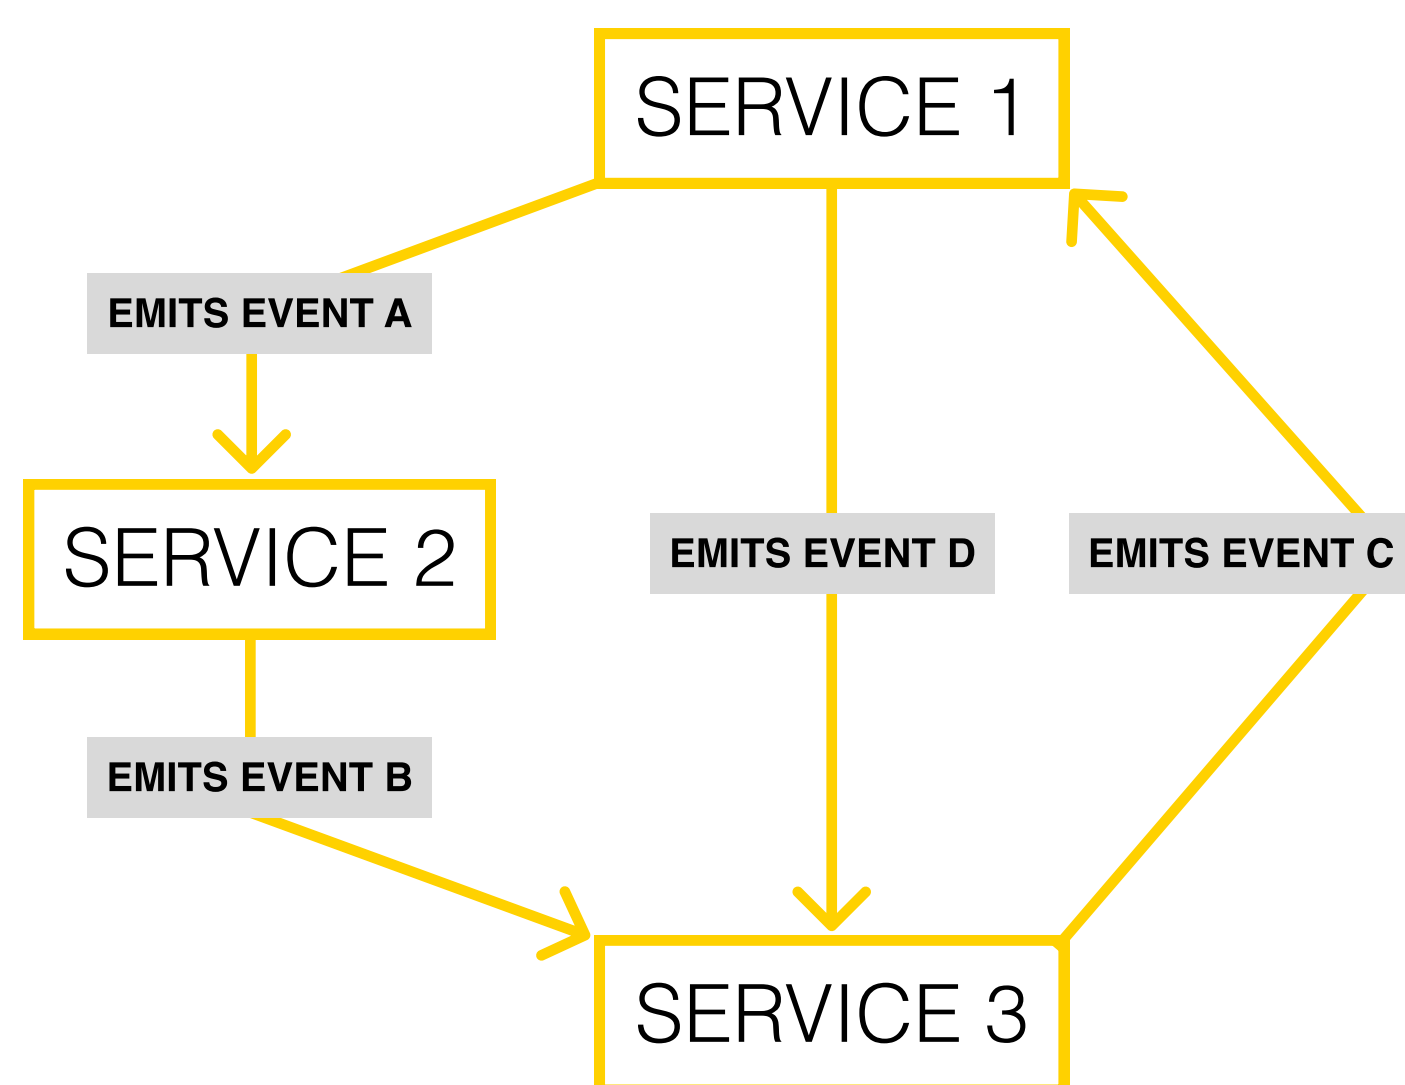 SERVICE 1
EMITS EVENT A
SERVICE 2
EMITS EVENT D
EMITS EVENT C
EMITS EVENT B
SERVICE 3